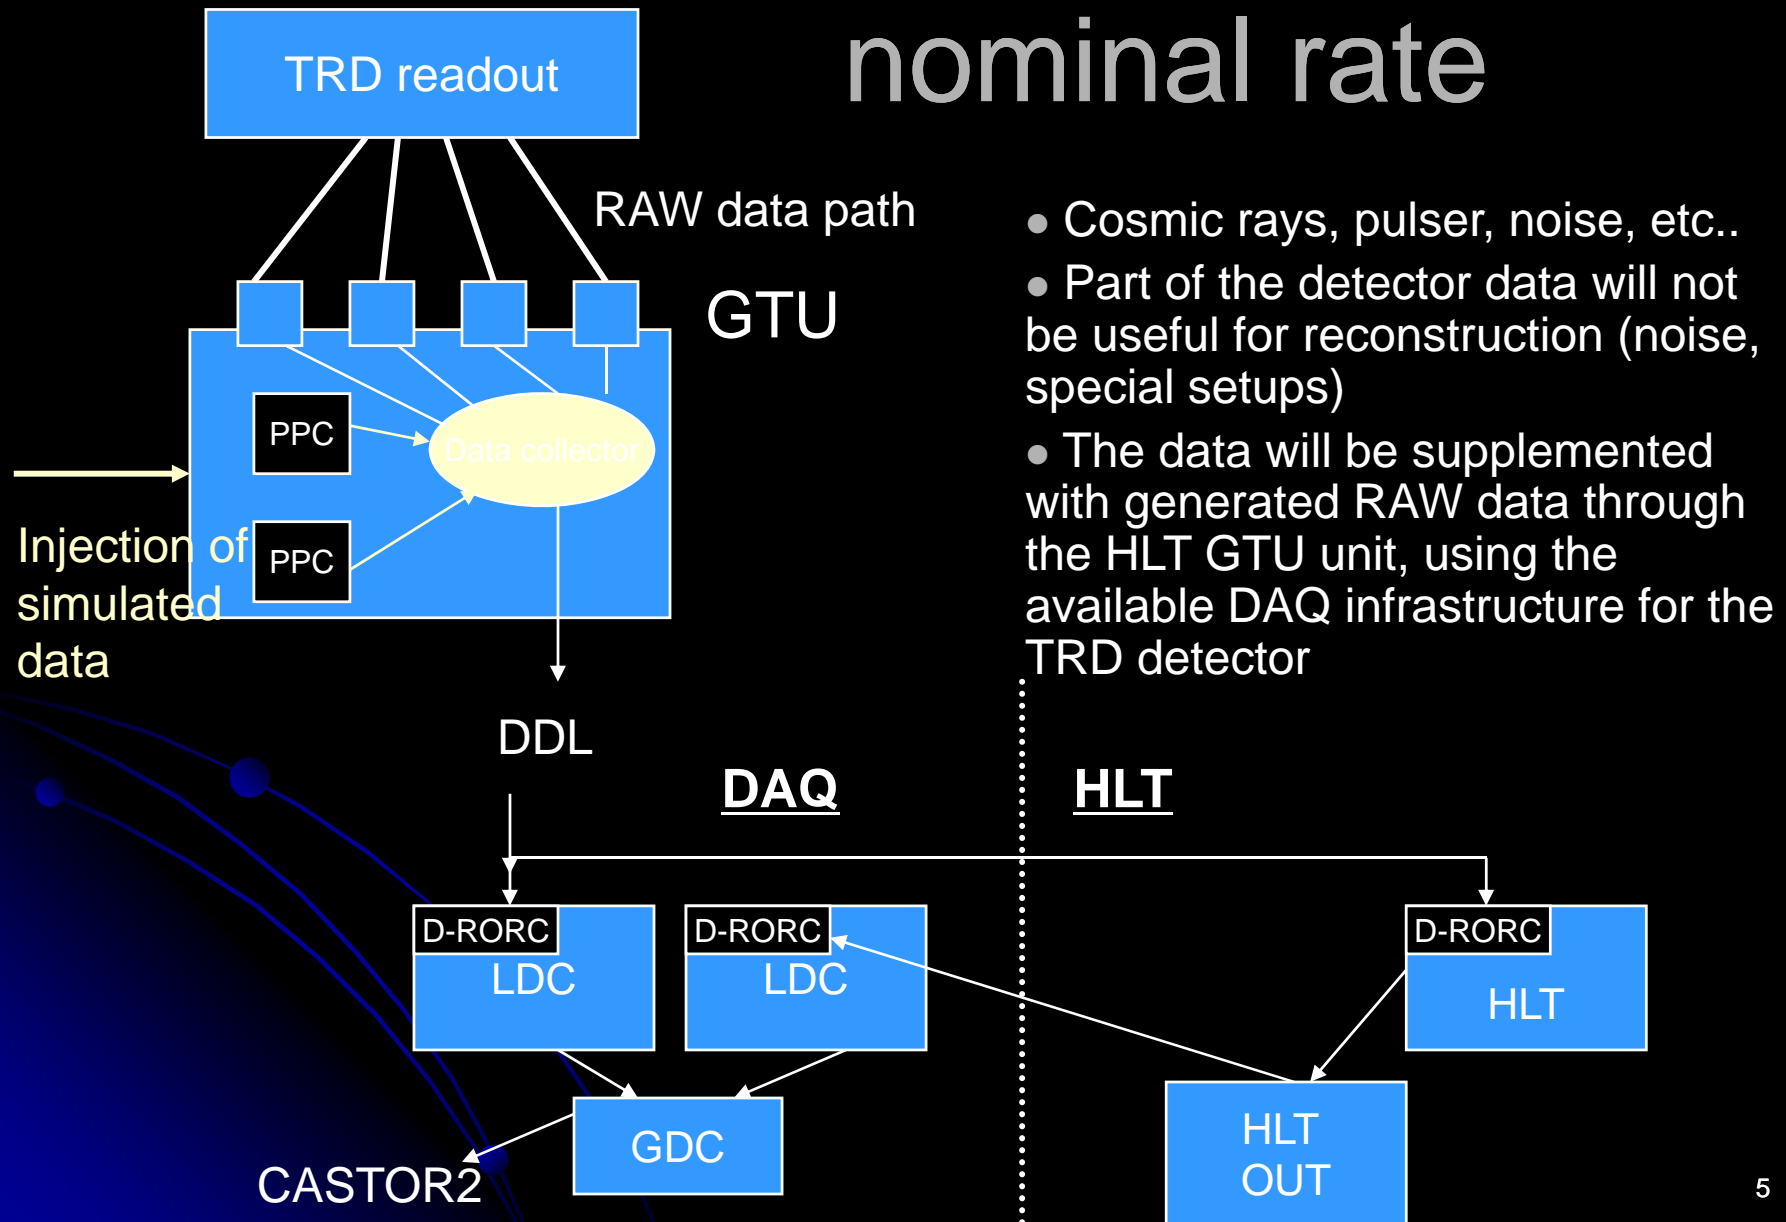 nominal rate
TRD readout
RAW data path
GTU
PPC
Data collector
PPC
Injection of
simulated
data
● Cosmic rays, pulser, noise, etc..
● Part of the detector data will not
be useful for reconstruction (noise,
special setups)
● The data will be supplemented
with generated RAW data through
the HLT GTU unit, using the
available DAQ infrastructure for the
TRD detector
DDL
DAQ
HLT
D-RORC
LDC
D-RORC
LDC
D-RORC
HLT
GDC
HLT
OUT
CASTOR2
5